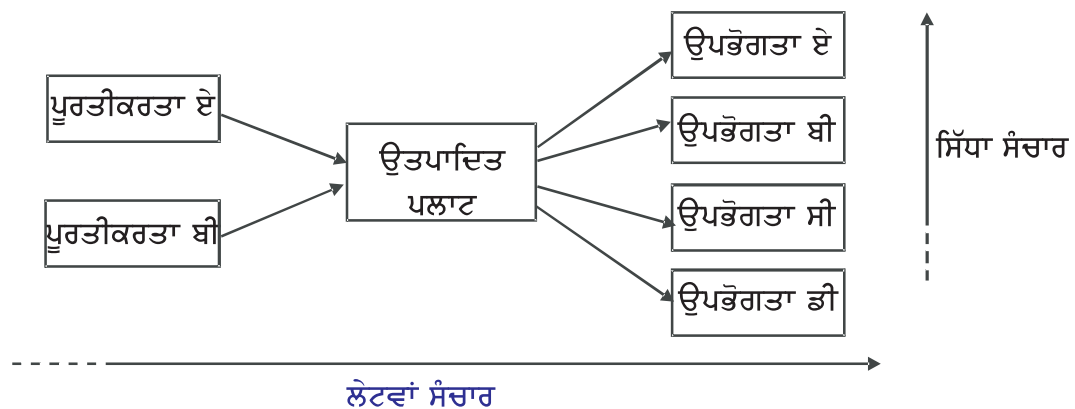 ਪੂਰਤੀਕਰਤਾ ਏ
ਪੂਰਤੀਕਰਤਾ ਬੀ
ਉਤਪਾਦਿਤ
ਪਲਾਟ
ਉਪਭੋਗਤਾ ਏ
ਉਪਭੋਗਤਾ ਬੀ
ਉਪਭੋਗਤਾ ਸੀ
ਉਪਭੋਗਤਾ ਡੀ
ਸਿੱਧਾ ਸੰਚਾਰ
ਲੇਟਵਾਂ ਸੰਚਾਰ